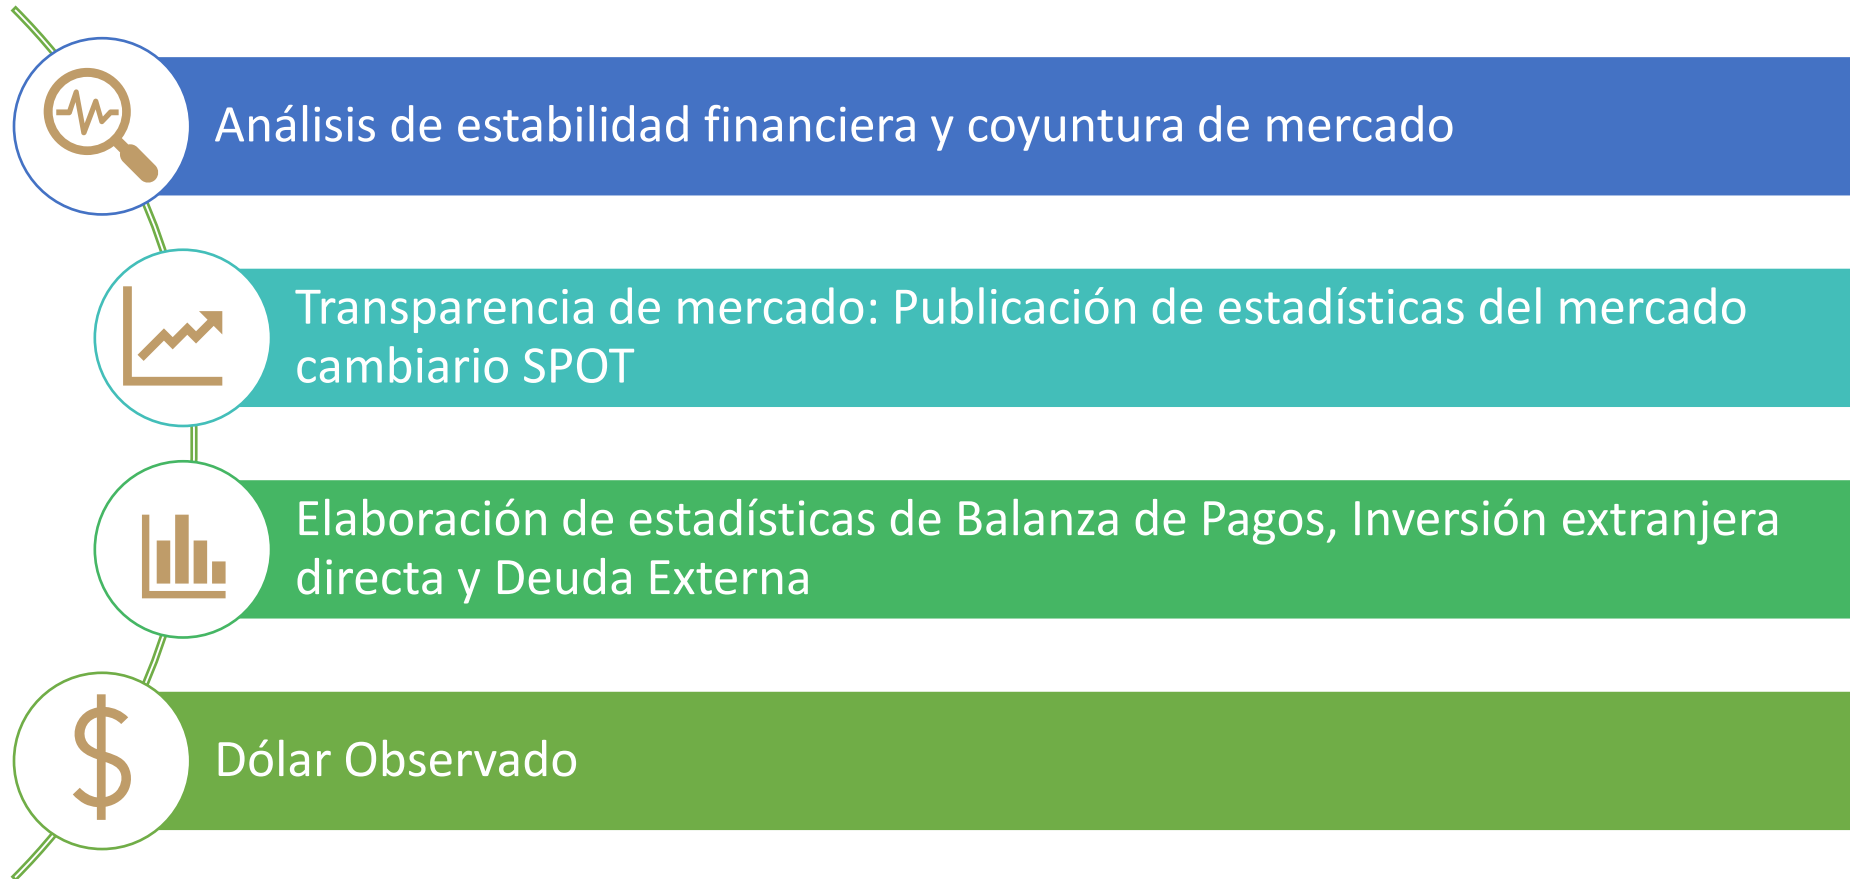 Análisis de estabilidad financiera y coyuntura de mercado
Transparencia de mercado: Publicación de estadísticas del mercado
cambiario SPOT
Elaboración de estadísticas de Balanza de Pagos, Inversión extranjera
directa y Deuda Externa
Dólar Observado